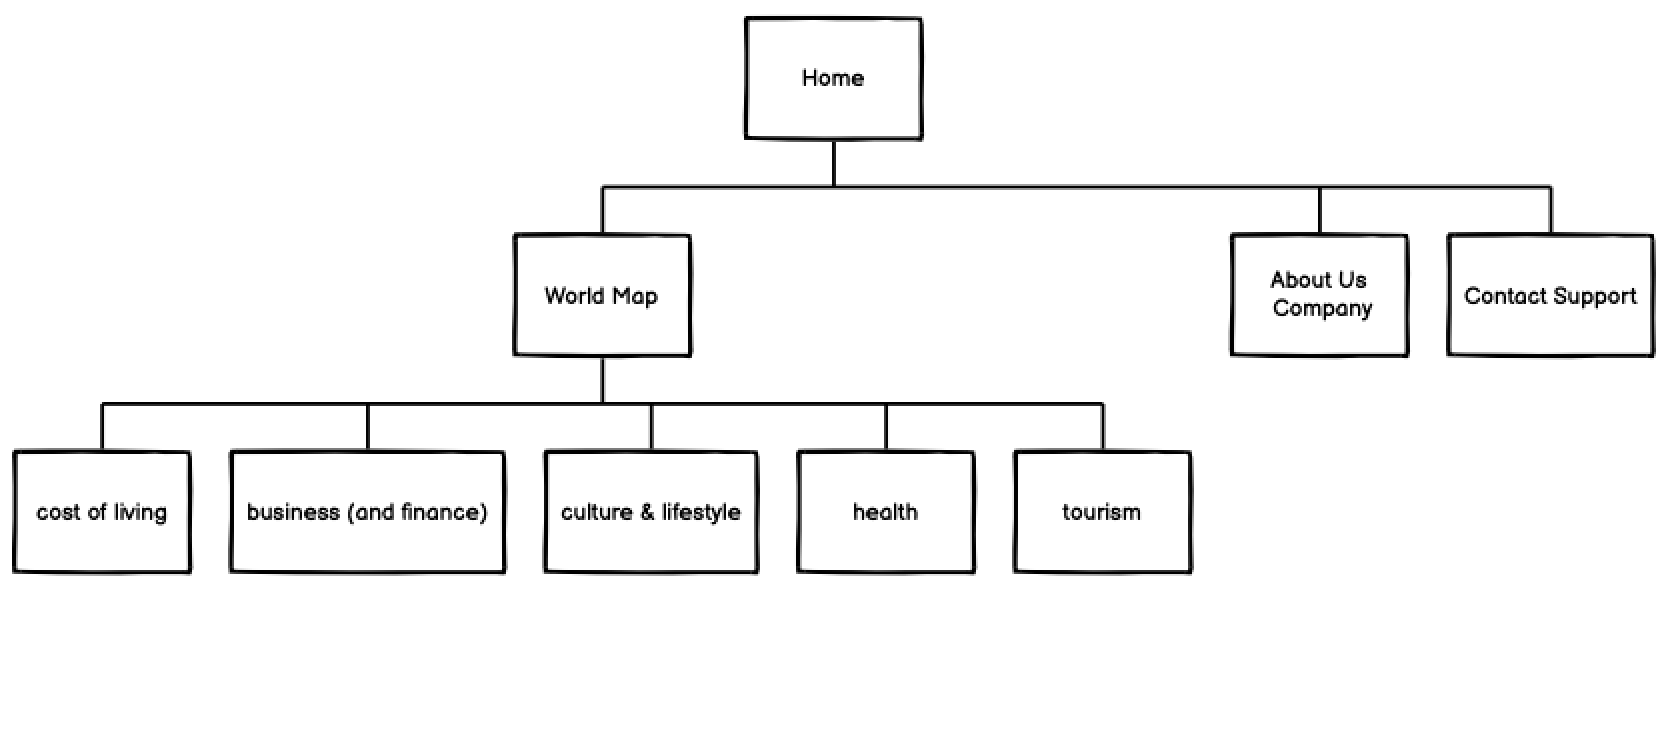 Home
World Map
About Us
Company
Contact Support
cost of living
business (and finance)
culture & lifestyle
health
tourism